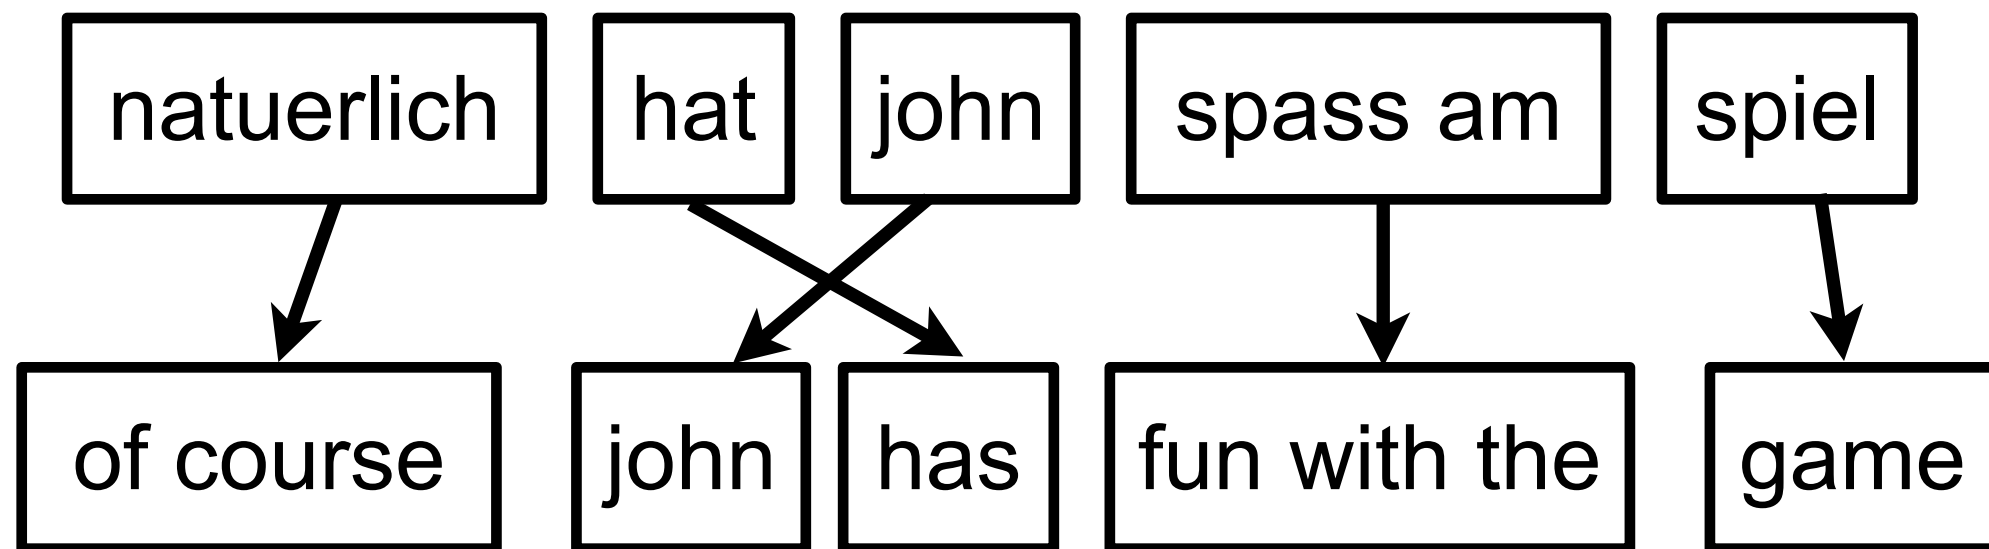 natuerlich hat john spass am spiel
of course john has fun with the game